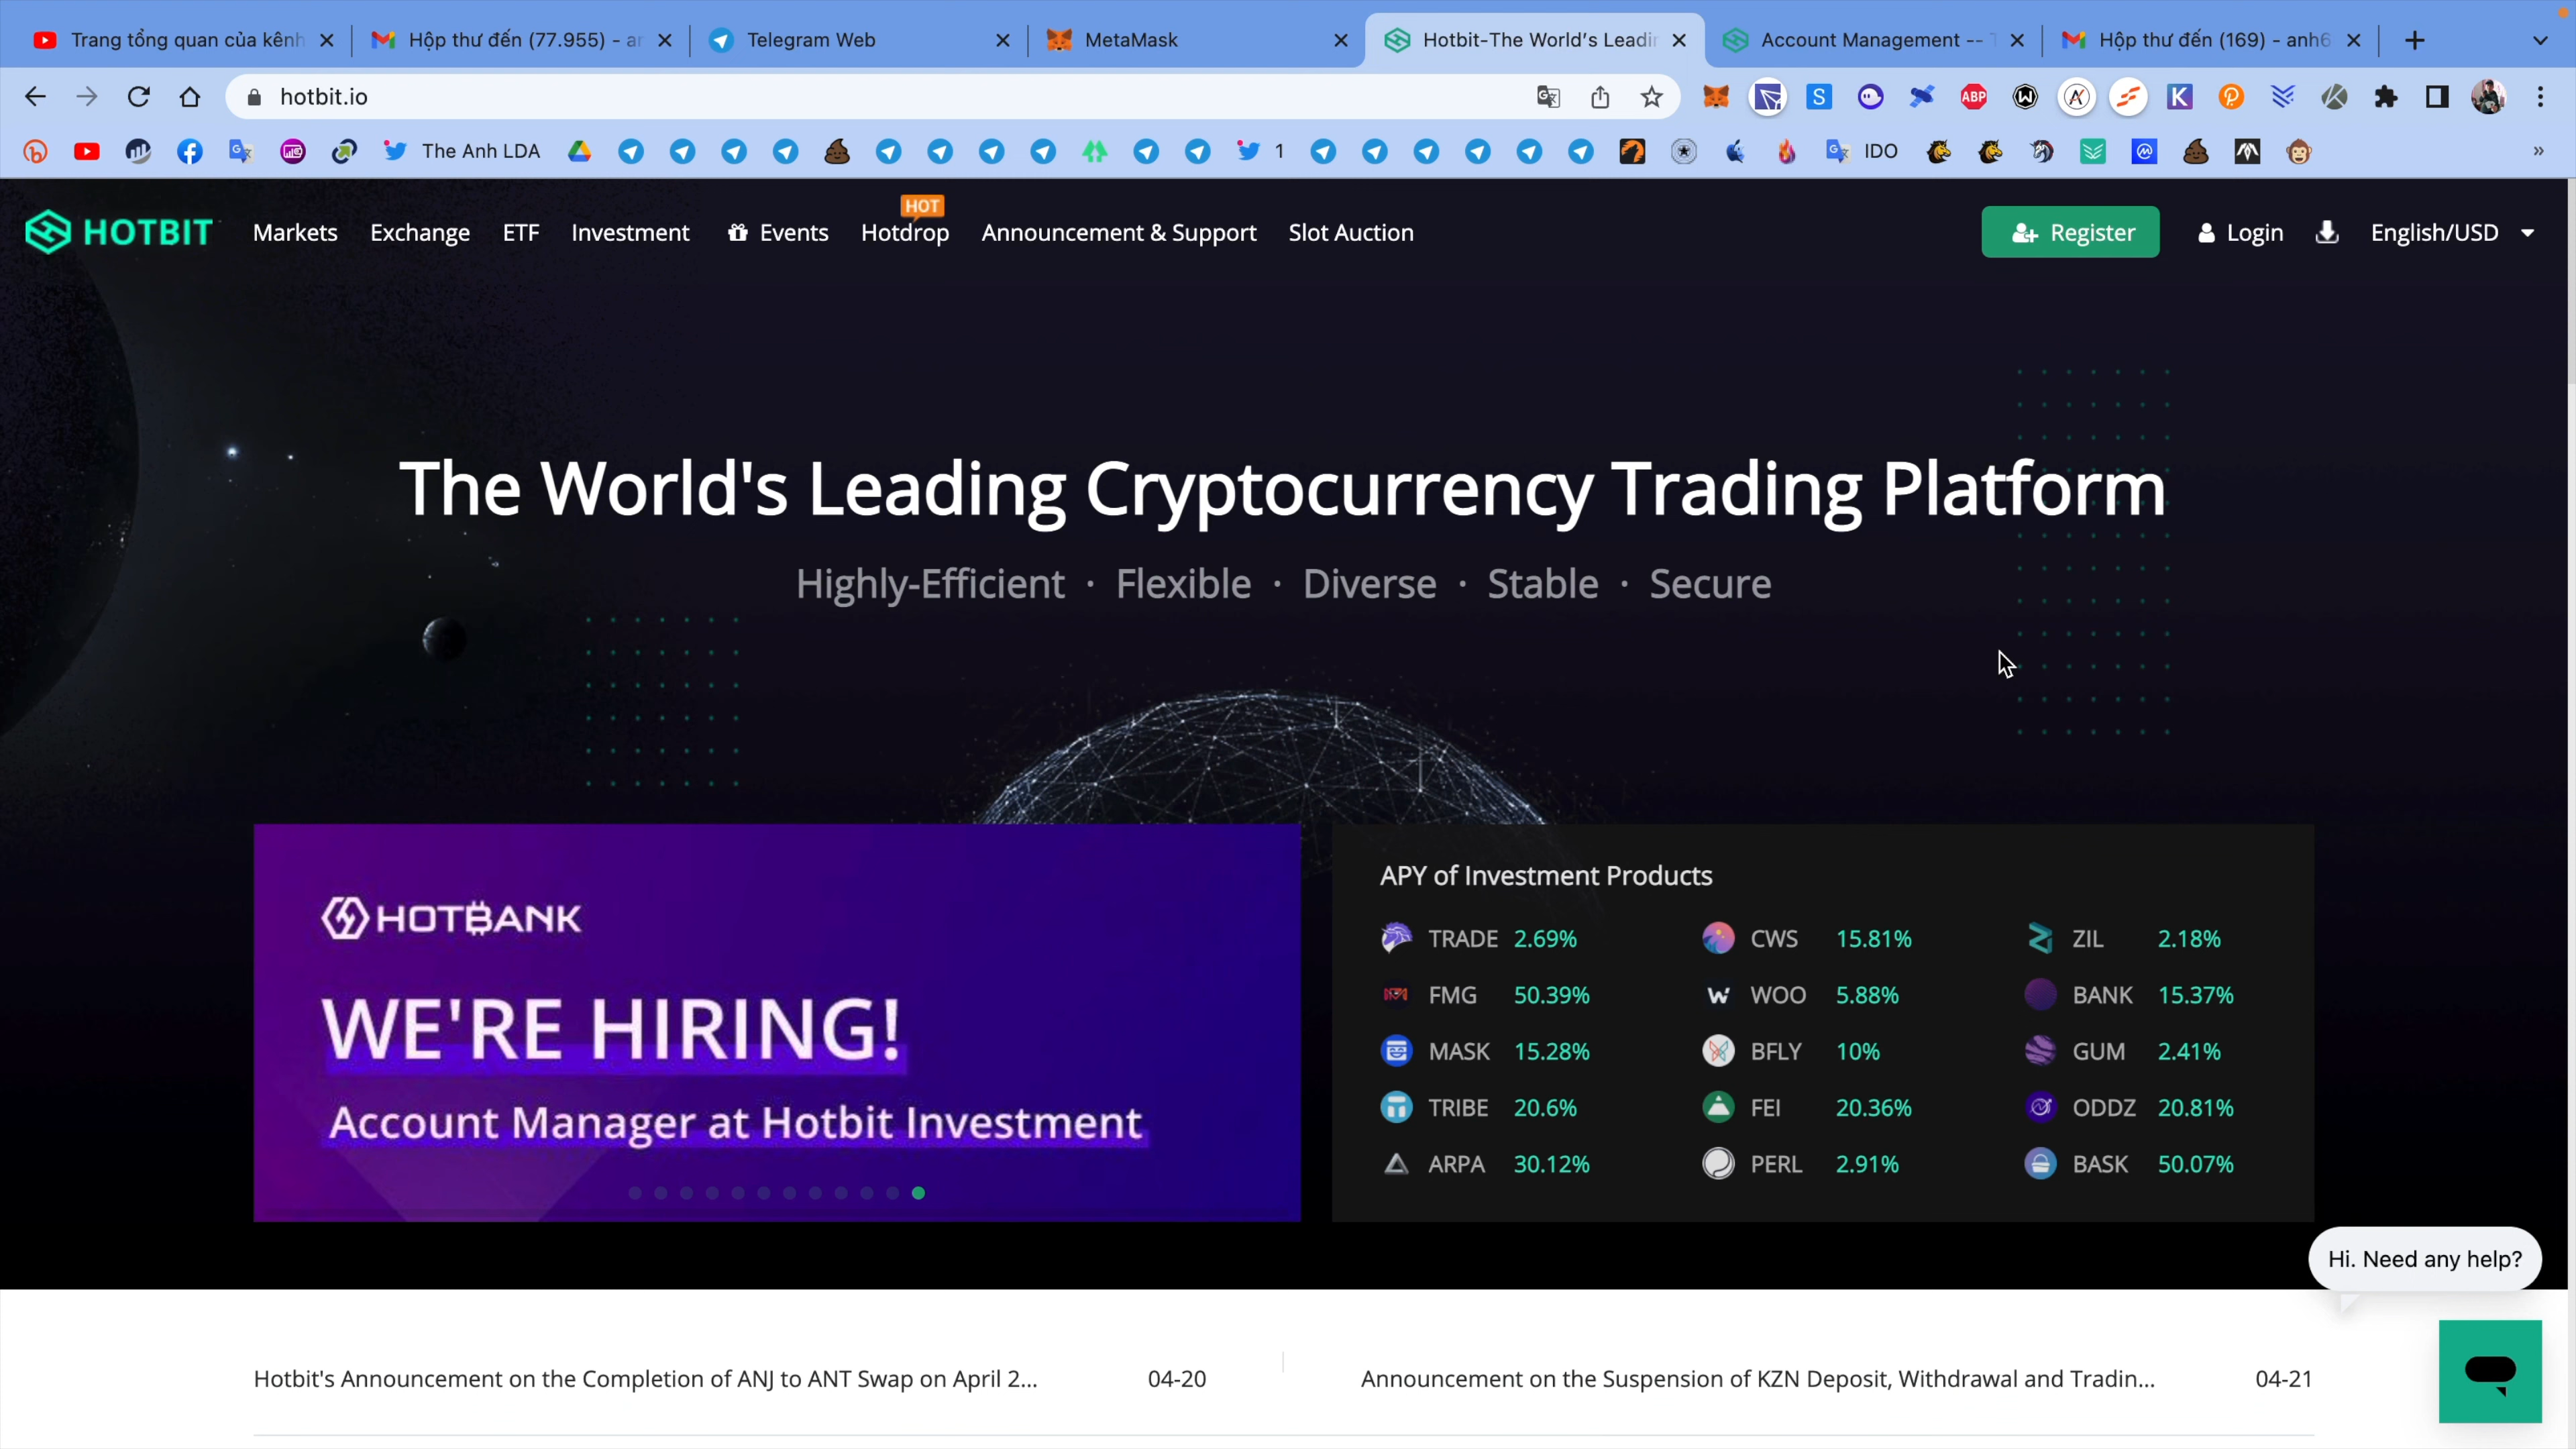 Trang tổng quan của kênh
Hộp thư đến (77.955) - ar
Telegram Web
MetaMask
Hotbit-The World's Leadin
Account Management --
Hộp thư đến (169) - anh6
hotbit.io
ABP
The Anh LDA
1
IDO
HOTBIT
Markets
Exchange
ETF
Investment
Events
HOT
Hotdrop
Announcement & Support
Slot Auction
Register
Login
English/USD
The World's Leading Cryptocurrency Trading Platform
Highly-Efficient · Flexible · Diverse · Stable · Secure
HOTBANK
WE'RE HIRING!
Account Manager at Hotbit Investment
APY of Investment Products
TRADE 2.69% CWS 15.81% ZIL 2.18%
FMG 50.39% WOO 5.88% BANK 15.37%
MASK 15.28% BFLY 10% GUM 2.41%
TRIBE 20.6% FEI 20.36% ODDZ 20.81%
ARPA 30.12% PERL 2.91% BASK 50.07%
Hi. Need any help?
Hotbit's Announcement on the Completion of ANJ to ANT Swap on April 2... 04-20
Announcement on the Suspension of KZN Deposit, Withdrawal and Tradin... 04-21